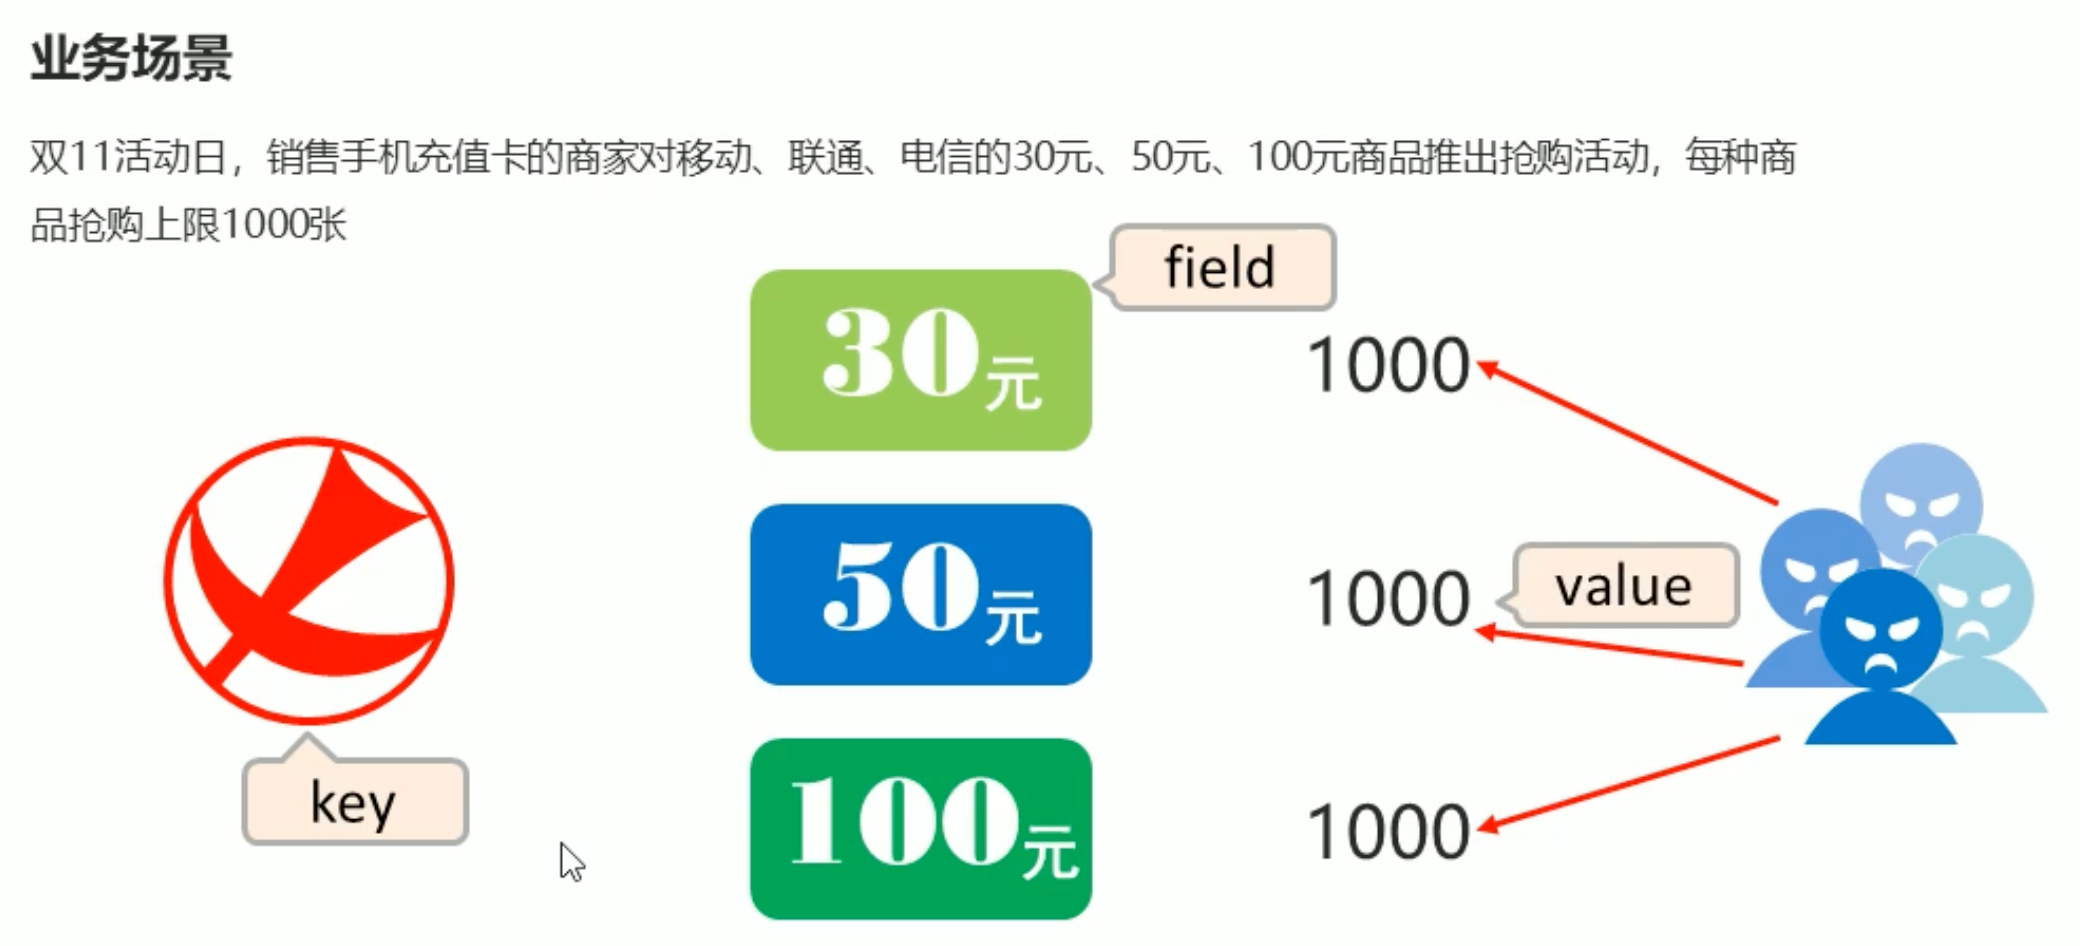 业务场景
双11活动日，销售手机充值卡的商家对移动、联通、电信的30元、50元、100元商品推出抢购活动，每种商
品抢购上限1000张
field
30元
1000
50元
1000
value
key
100元
1000